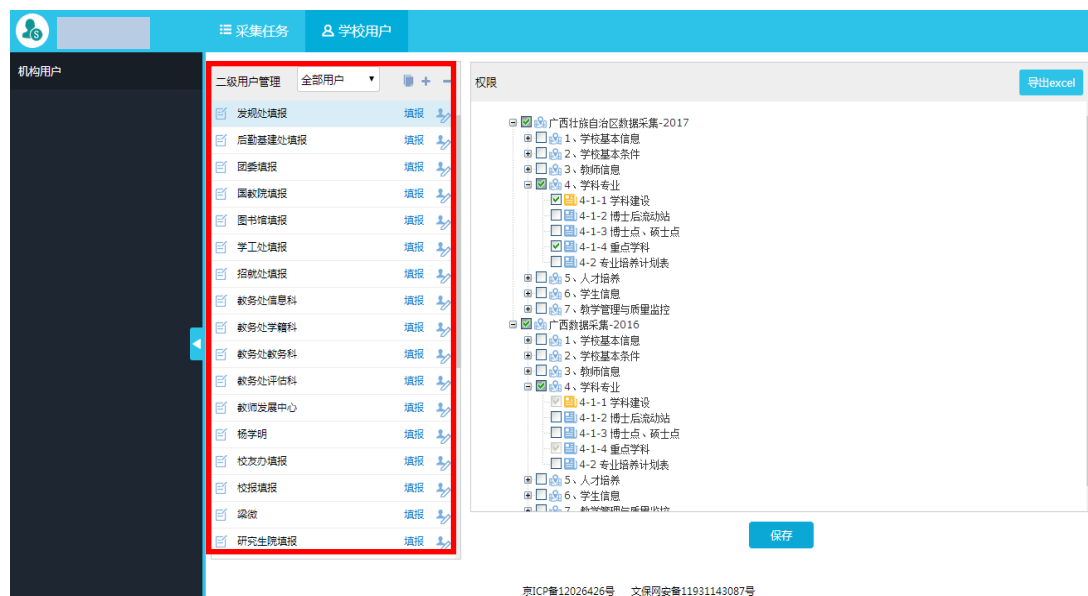 采集任务 学校用户
机构用户
二级用户管理 全部用户
发规处填报 填报
后勤基建处填报 填报
团委填报 填报
国教院填报 填报
图书馆填报 填报
学工处填报 填报
招就处填报 填报
教务处信息科 填报
教务处学籍科 填报
教务处教务科 填报
教务处评估科 填报
教师发展中心 填报
杨学明 填报
校友办填报 填报
校报填报 填报
梁微 填报
研究生院填报 填报
权限 导出excel
广西壮族自治区数据采集-2017
1、学校基本信息
2、学校基本条件
3、教师信息
4、学科专业
4-1-1 学科建设
4-1-2 博士后流动站
4-1-3 博士点、硕士点
4-1-4 重点学科
4-2 专业培养计划表
5、人才培养
6、学生信息
7、教学管理与质量监控
广西数据采集-2016
1、学校基本信息
2、学校基本条件
3、教师信息
4、学科专业
4-1-1 学科建设
4-1-2 博士后流动站
4-1-3 博士点、硕士点
4-1-4 重点学科
4-2 专业培养计划表
5、人才培养
6、学生信息
7、教学管理与质量监控
保存
京ICP备12026426号 文保网安备11931143087号